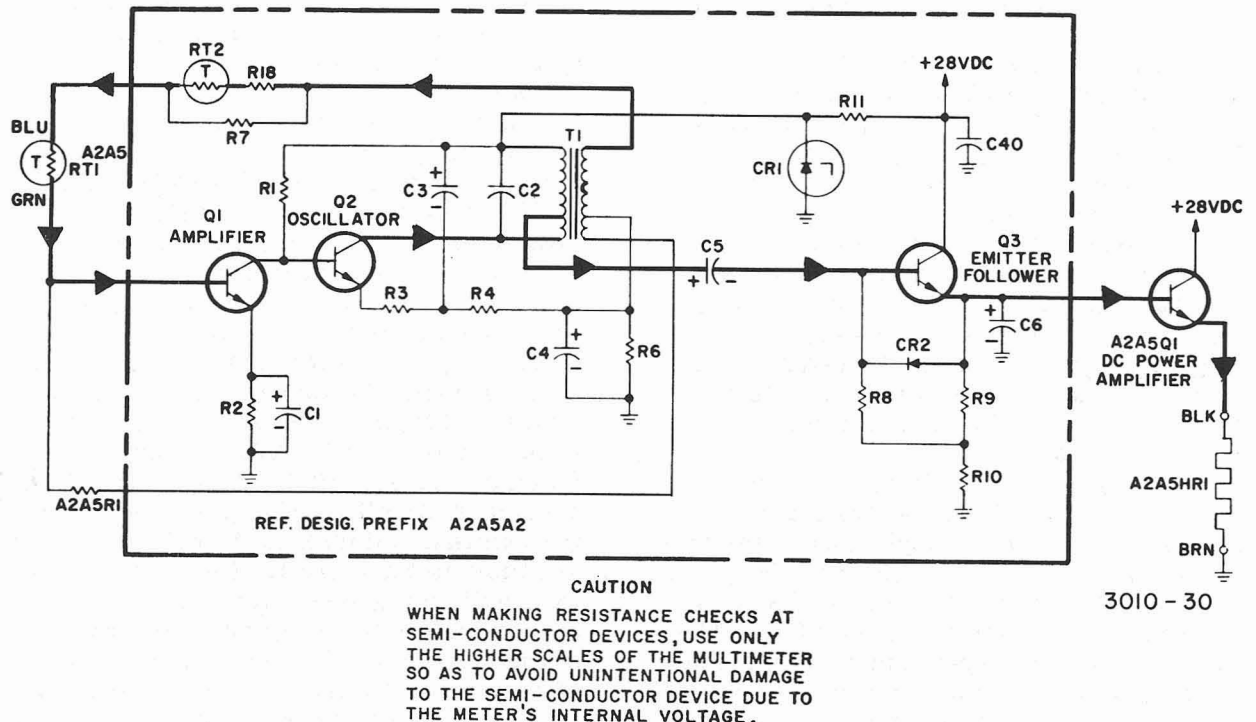 RT2
T
R18
R7
BLU
A2A5
T
RT1
GRN
R1
Q1
AMPLIFIER
Q2
OSCILLATOR
+
C3
-
C2
T1
R11
+28VDC
C40
CR1
R3
R4
+
C4
-
R6
C5
+
-
Q3
EMITTER
FOLLOWER
+
C6
-
CR2
R8
R9
R10
R2
+
C1
-
A2A5R1
REF. DESIG. PREFIX A2A5A2
+28VDC
A2A5Q1
DC POWER
AMPLIFIER
BLK
A2A5HR1
BRN
3010-30
CAUTION
WHEN MAKING RESISTANCE CHECKS AT
SEMI-CONDUCTOR DEVICES, USE ONLY
THE HIGHER SCALES OF THE MULTIMETER
SO AS TO AVOID UNINTENTIONAL DAMAGE
TO THE SEMI-CONDUCTOR DEVICE DUE TO
THE METER'S INTERNAL VOLTAGE.